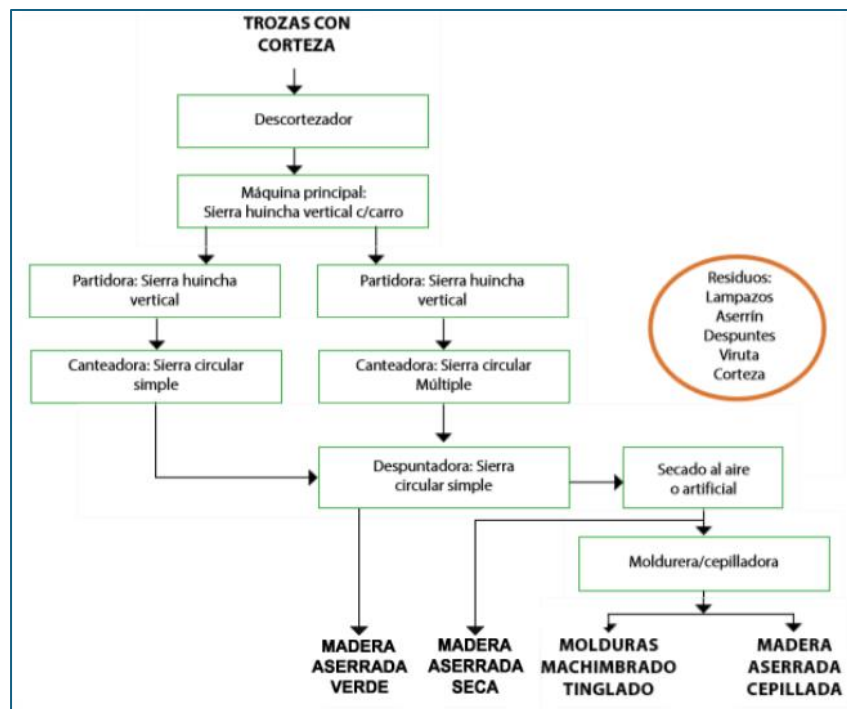 TROZAS CON
CORTEZA
Descortezador
Máquina principal:
Sierra huincha vertical c/carro
Partidora: Sierra huincha
vertical
Partidora: Sierra huincha
vertical
Residuos:
Lampazos
Aserrín
Despuntes
Viruta
Corteza
Canteadora: Sierra circular
simple
Canteadora: Sierra circular
Múltiple
Despuntadora: Sierra
circular simple
Secado al aire
o artificial
Moldurera/cepilladora
MADERA
ASERRADA
VERDE
MADERA
ASERRADA
SECA
MOLDURAS
MACHIMBRADO
TINGLADO
MADERA
ASERRADA
CEPILLADA